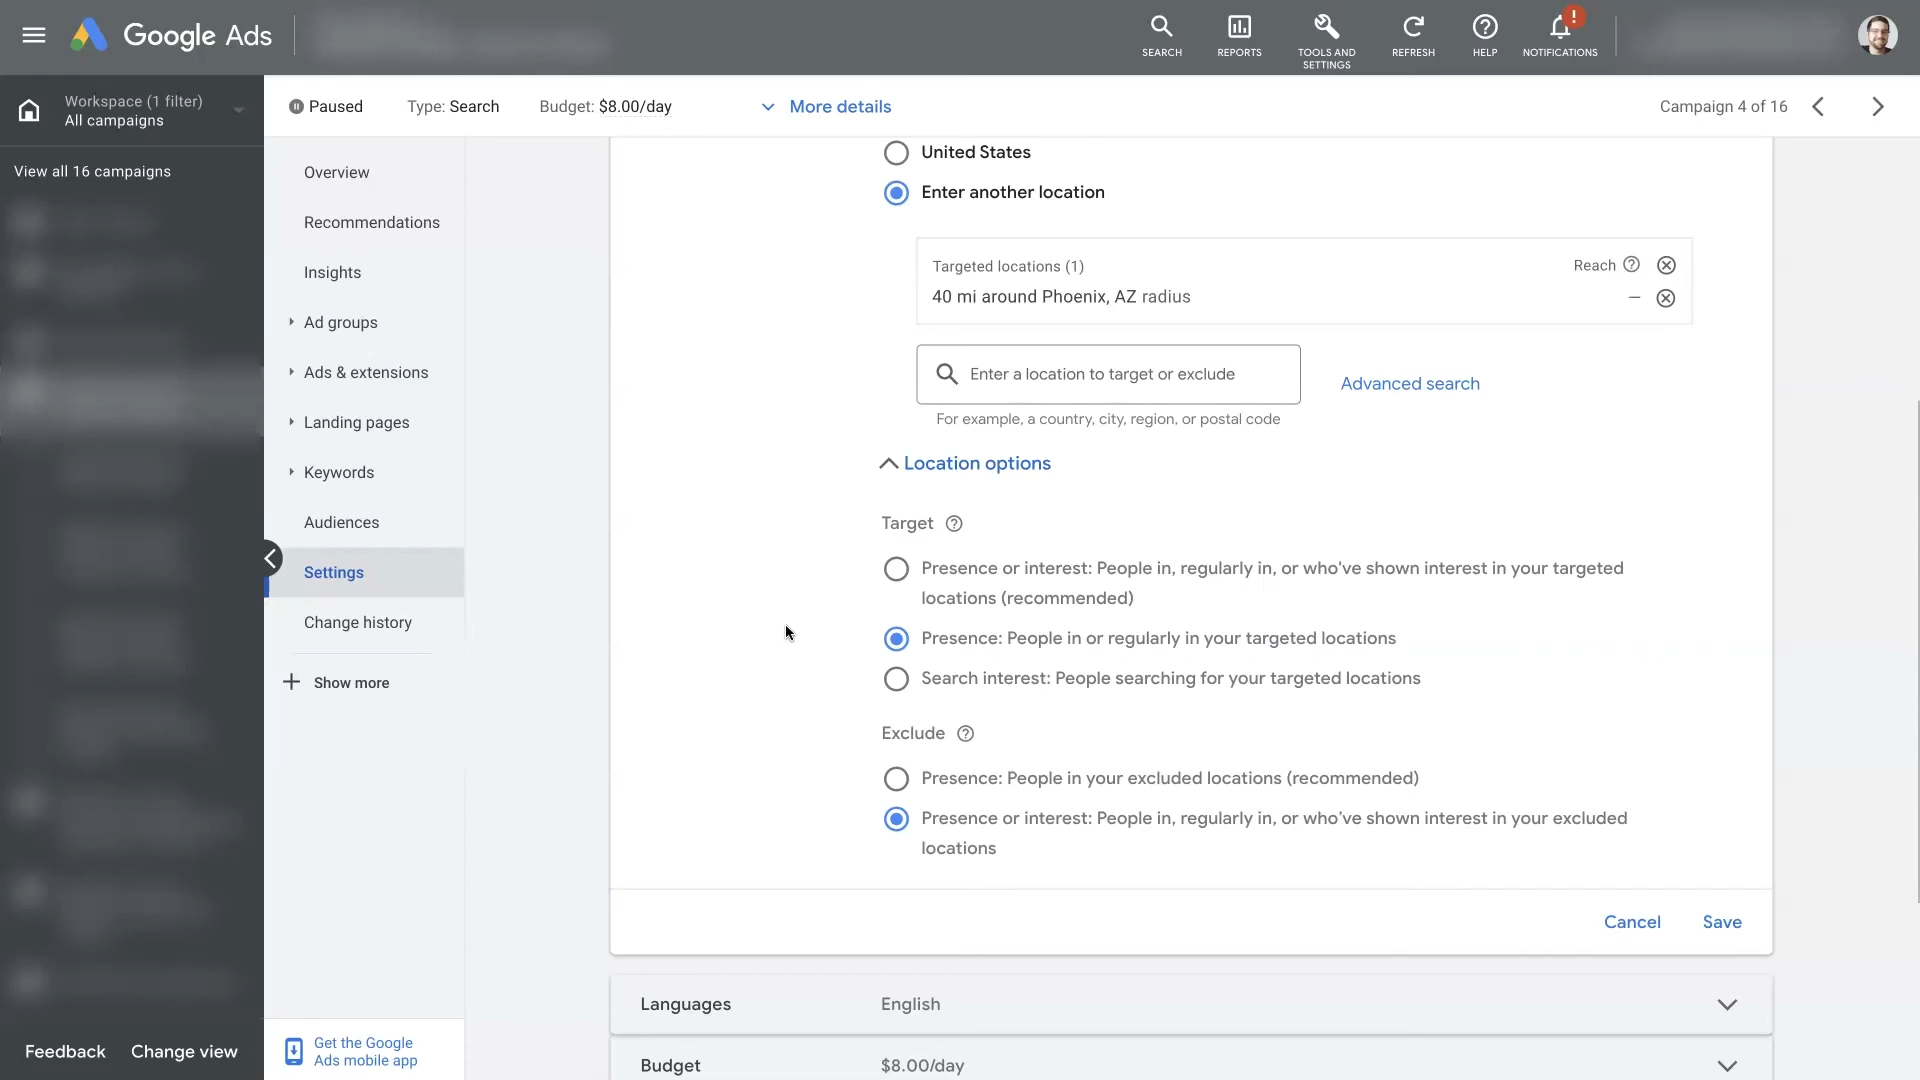 Google Ads
SEARCH
REPORTS
TOOLS AND
SETTINGS
REFRESH
HELP
!
NOTIFICATIONS
Workspace (1 filter)
All campaigns
Paused
Type: Search
Budget: $8.00/day
More details
Campaign 4 of 16
View all 16 campaigns
Overview
Recommendations
Insights
Ad groups
Ads & extensions
Landing pages
Keywords
Audiences
Settings
Change history
Show more
Get the Google
Ads mobile app
Feedback
Change view
United States
Enter another location
Targeted locations (1)
Reach
40 mi around Phoenix, AZ radius
–
Enter a location to target or exclude
Advanced search
For example, a country, city, region, or postal code
Location options
Target
Presence or interest: People in, regularly in, or who've shown interest in your targeted
locations (recommended)
Presence: People in or regularly in your targeted locations
Search interest: People searching for your targeted locations
Exclude
Presence: People in your excluded locations (recommended)
Presence or interest: People in, regularly in, or who've shown interest in your excluded
locations
Cancel
Save
Languages
English
Budget
$8.00/day